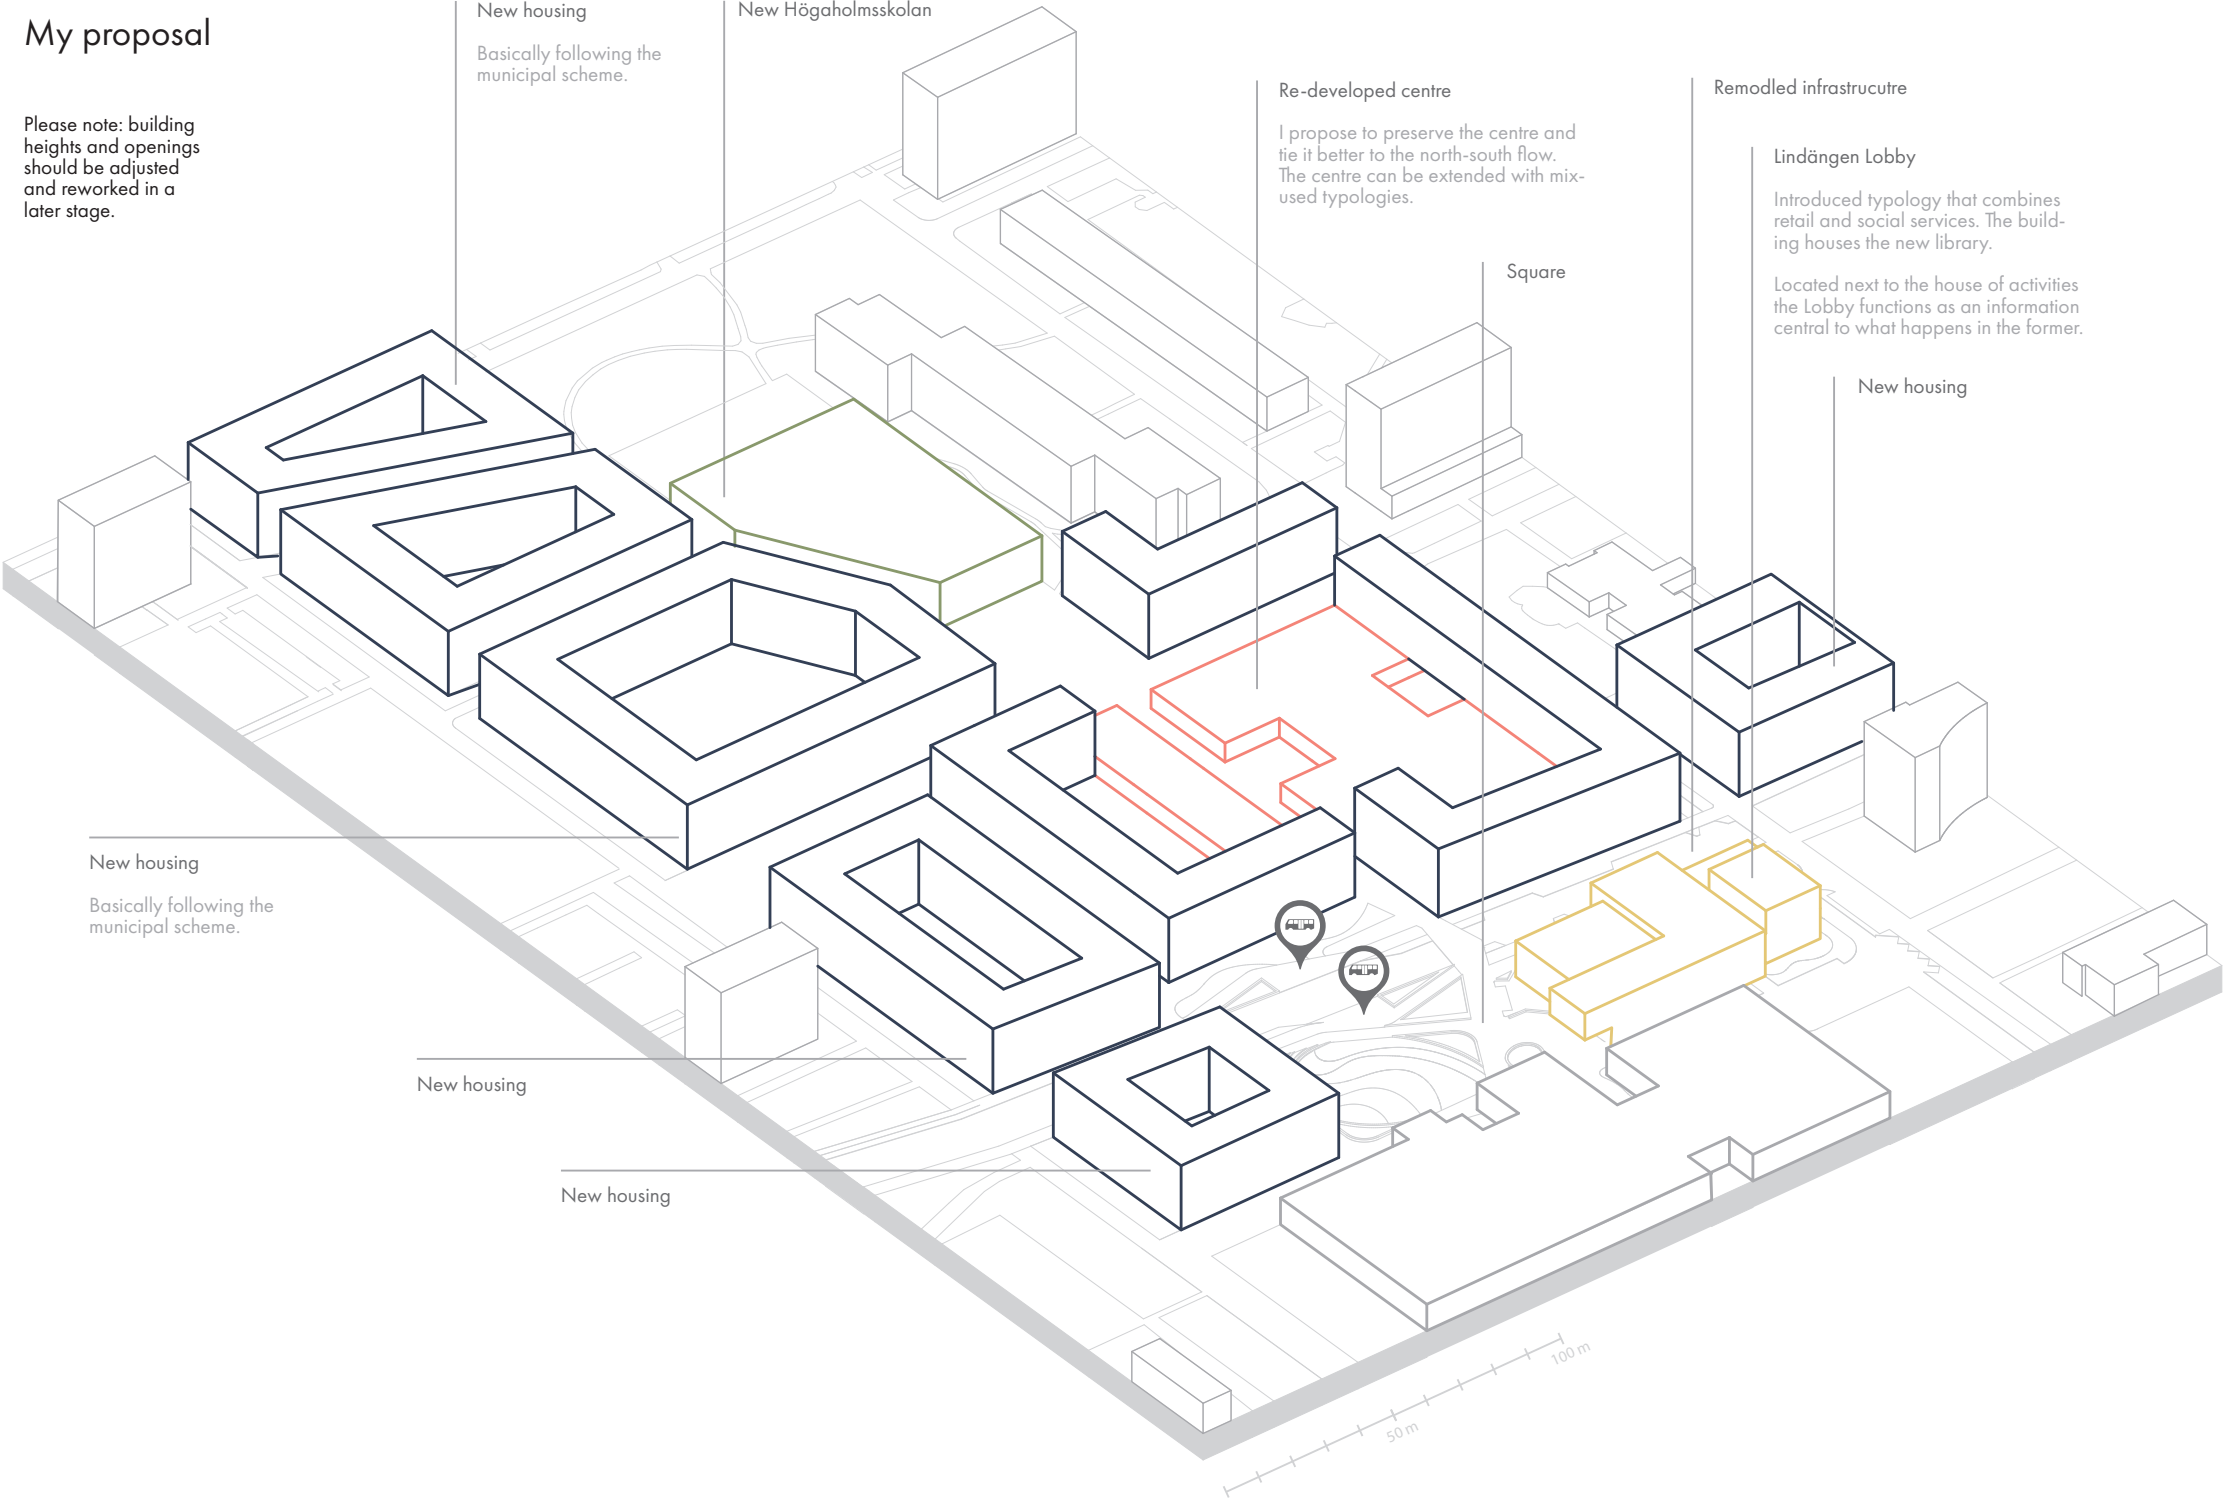 My proposal
Please note: building
heights and openings
should be adjusted
and reworked in a
later stage.
New housing
Basically following the
municipal scheme.
New Högaholmsskolan
Re-developed centre
I propose to preserve the centre and
tie it better to the north-south flow.
The centre can be extended with mix-
used typologies.
Square
Remodled infrastrucutre
Lindängen Lobby
Introduced typology that combines
retail and social services. The build-
ing houses the new library.
Located next to the house of activities
the Lobby functions as an information
central to what happens in the former.
New housing
New housing
Basically following the
municipal scheme.
New housing
New housing
50 m
100 m